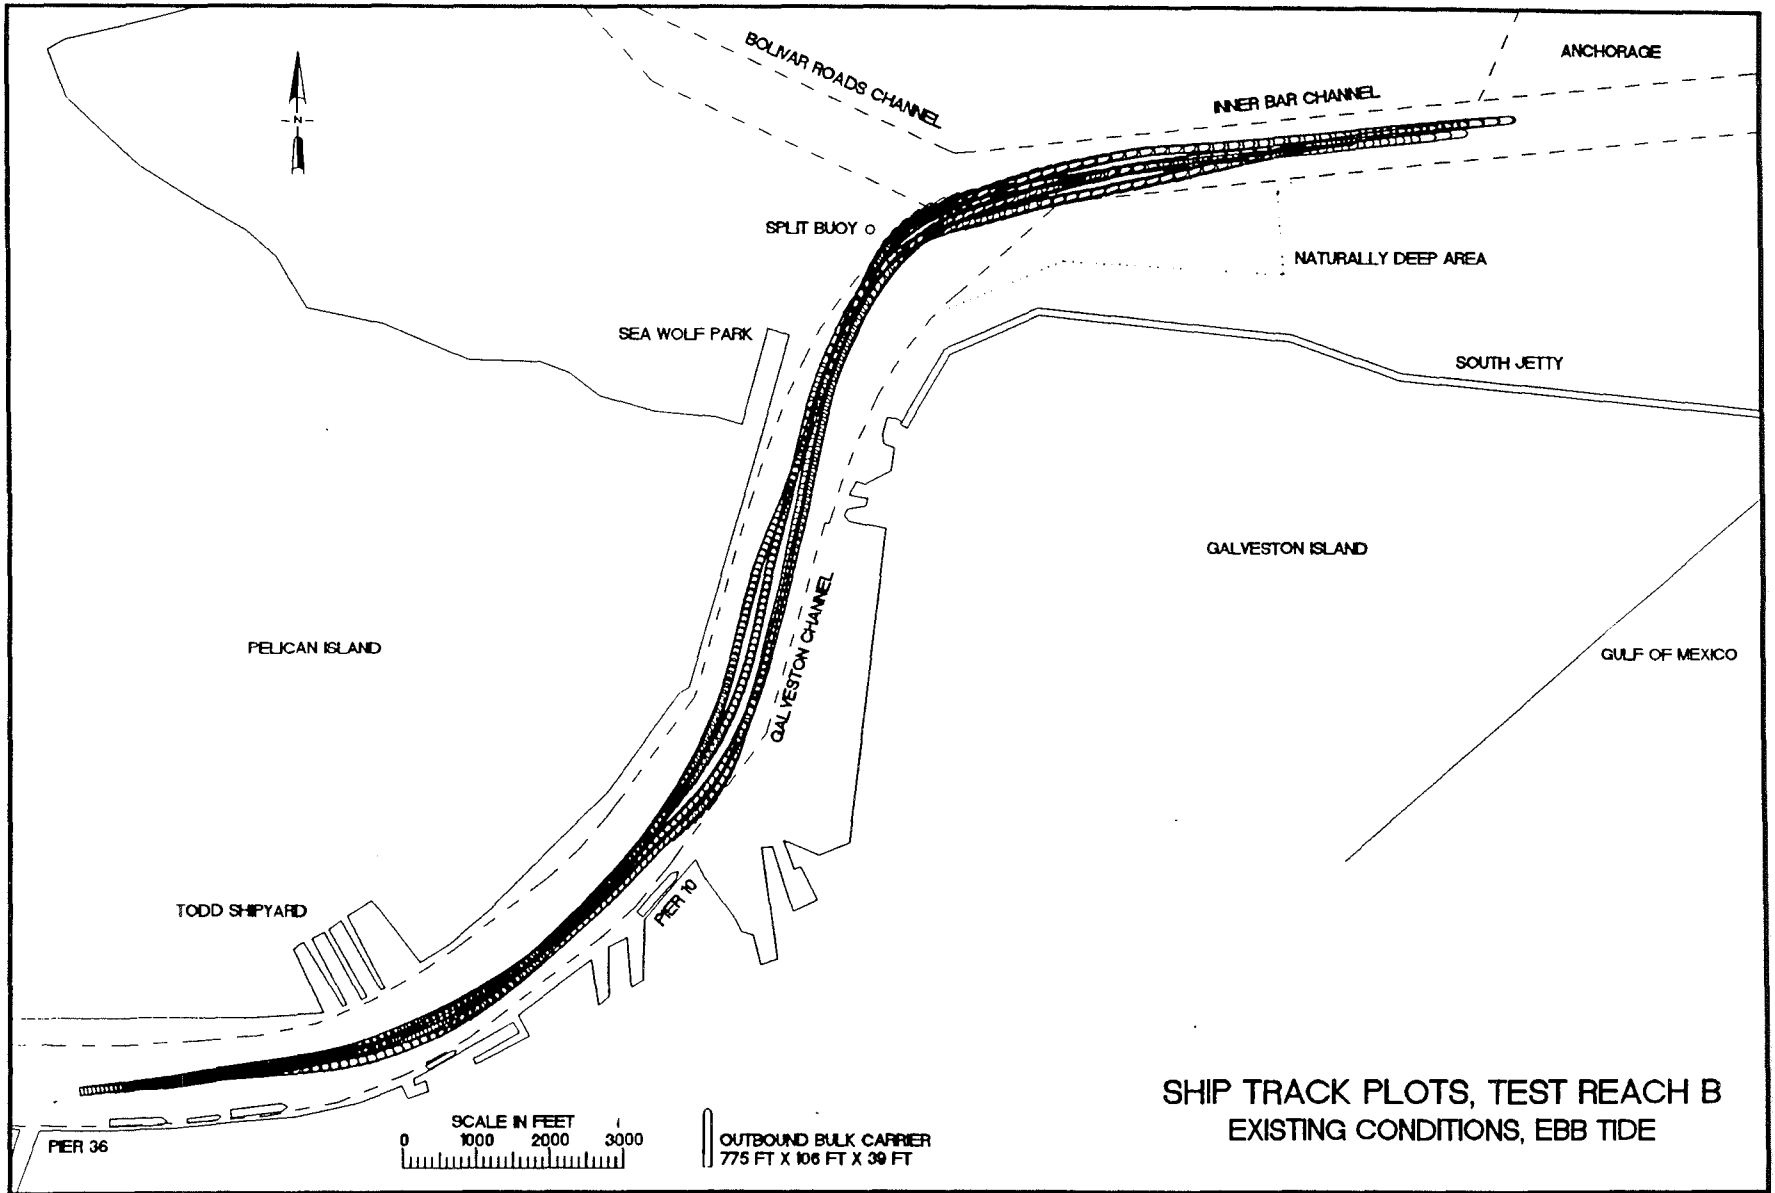 BOLIVAR ROADS CHANNEL
ANCHORAGE
INNER BAR CHANNEL
N
SPLIT BUOY
NATURALLY DEEP AREA
SEA WOLF PARK
SOUTH JETTY
GALVESTON ISLAND
GALVESTON CHANNEL
PELICAN ISLAND
GULF OF MEXICO
TODD SHIPYARD
PIER 10
PIER 36
SCALE IN FEET
0 1000 2000 3000
OUTBOUND BULK CARRIER
775 FT X 106 FT X 39 FT
SHIP TRACK PLOTS, TEST REACH B
EXISTING CONDITIONS, EBB TIDE